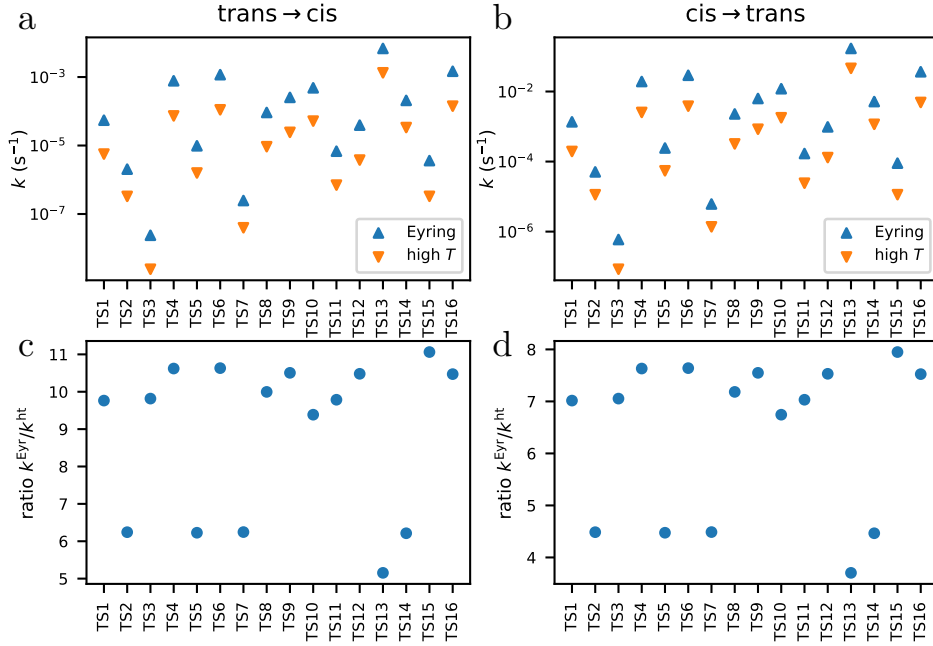 a
trans → cis
k (s⁻¹)
10⁻³
10⁻⁵
10⁻⁷
Eyring
high T
TS1 TS2 TS3 TS4 TS5 TS6 TS7 TS8 TS9 TS10 TS11 TS12 TS13 TS14 TS15 TS16
b
cis → trans
k (s⁻¹)
10⁻²
10⁻⁴
10⁻⁶
Eyring
high T
TS1 TS2 TS3 TS4 TS5 TS6 TS7 TS8 TS9 TS10 TS11 TS12 TS13 TS14 TS15 TS16
c
ratio k^Eyr/k^ht
11
10
9
8
7
6
5
TS1 TS2 TS3 TS4 TS5 TS6 TS7 TS8 TS9 TS10 TS11 TS12 TS13 TS14 TS15 TS16
d
ratio k^Eyr/k^ht
8
7
6
5
4
TS1 TS2 TS3 TS4 TS5 TS6 TS7 TS8 TS9 TS10 TS11 TS12 TS13 TS14 TS15 TS16